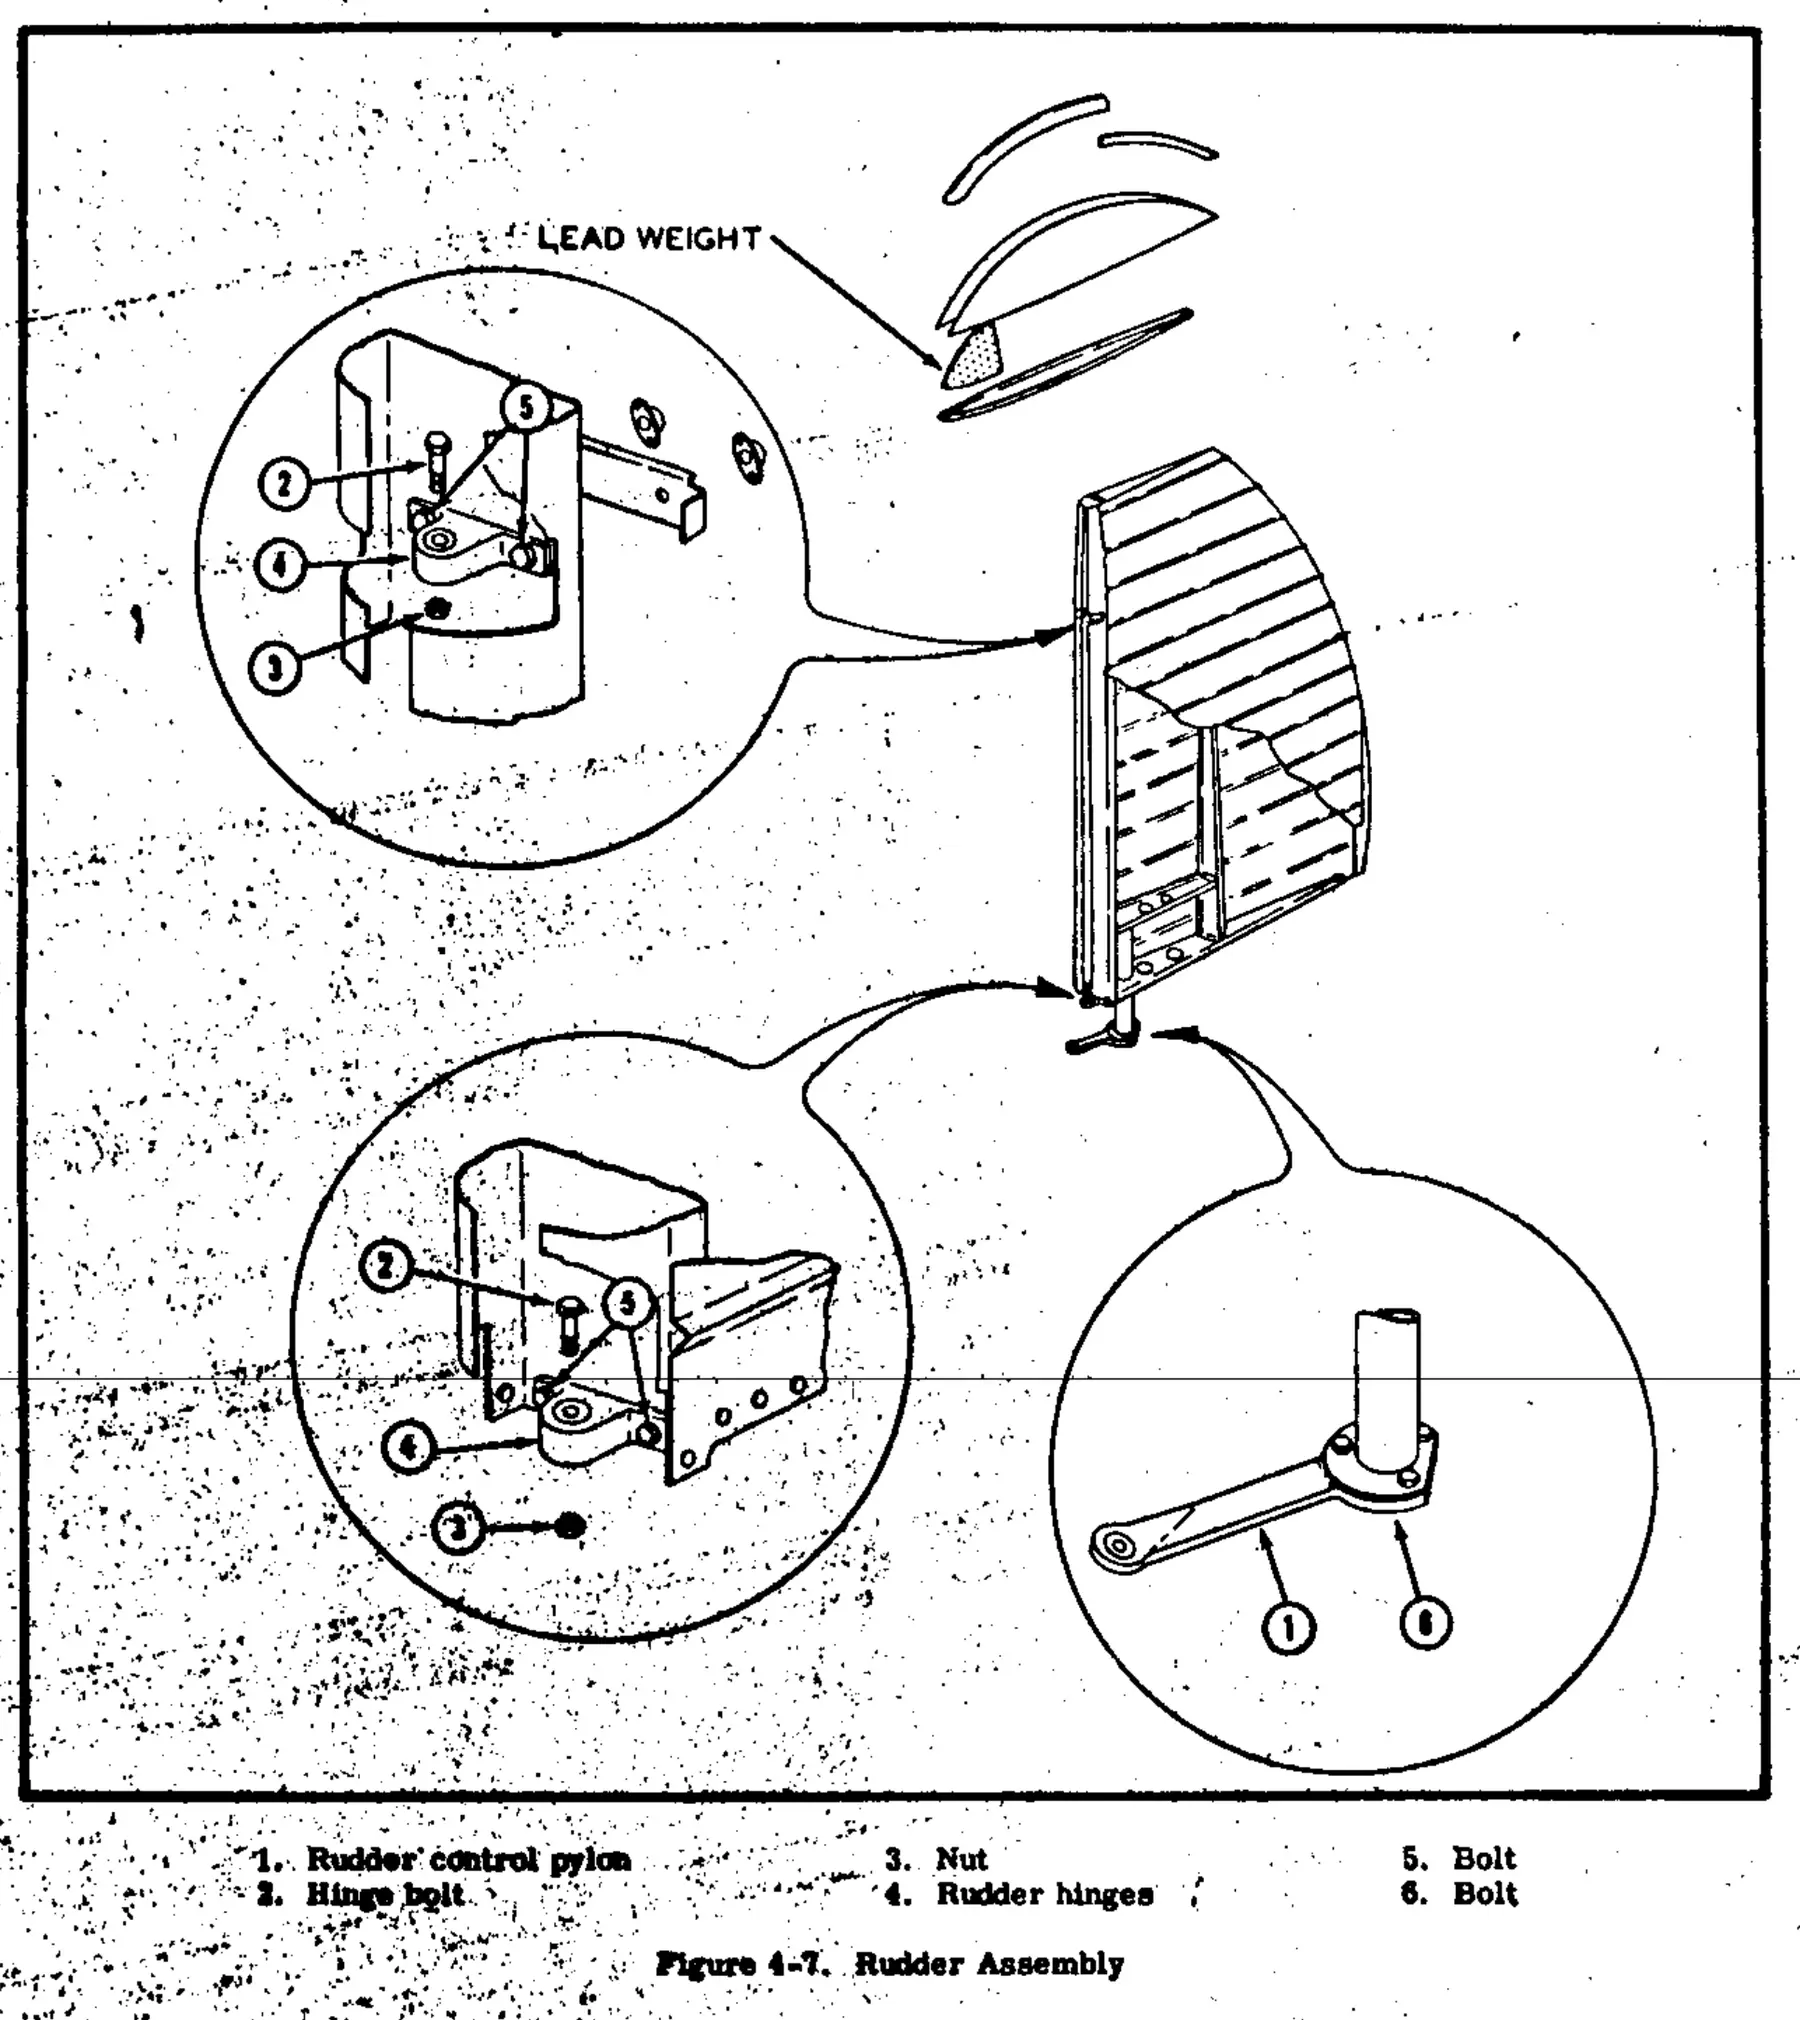 LEAD WEIGHT
5
2
4
3
2
5
4
3
1
6
1. Rudder control pylon
2. Hinge bolt
3. Nut
4. Rudder hinges
5. Bolt
6. Bolt
Figure 4-7. Rudder Assembly